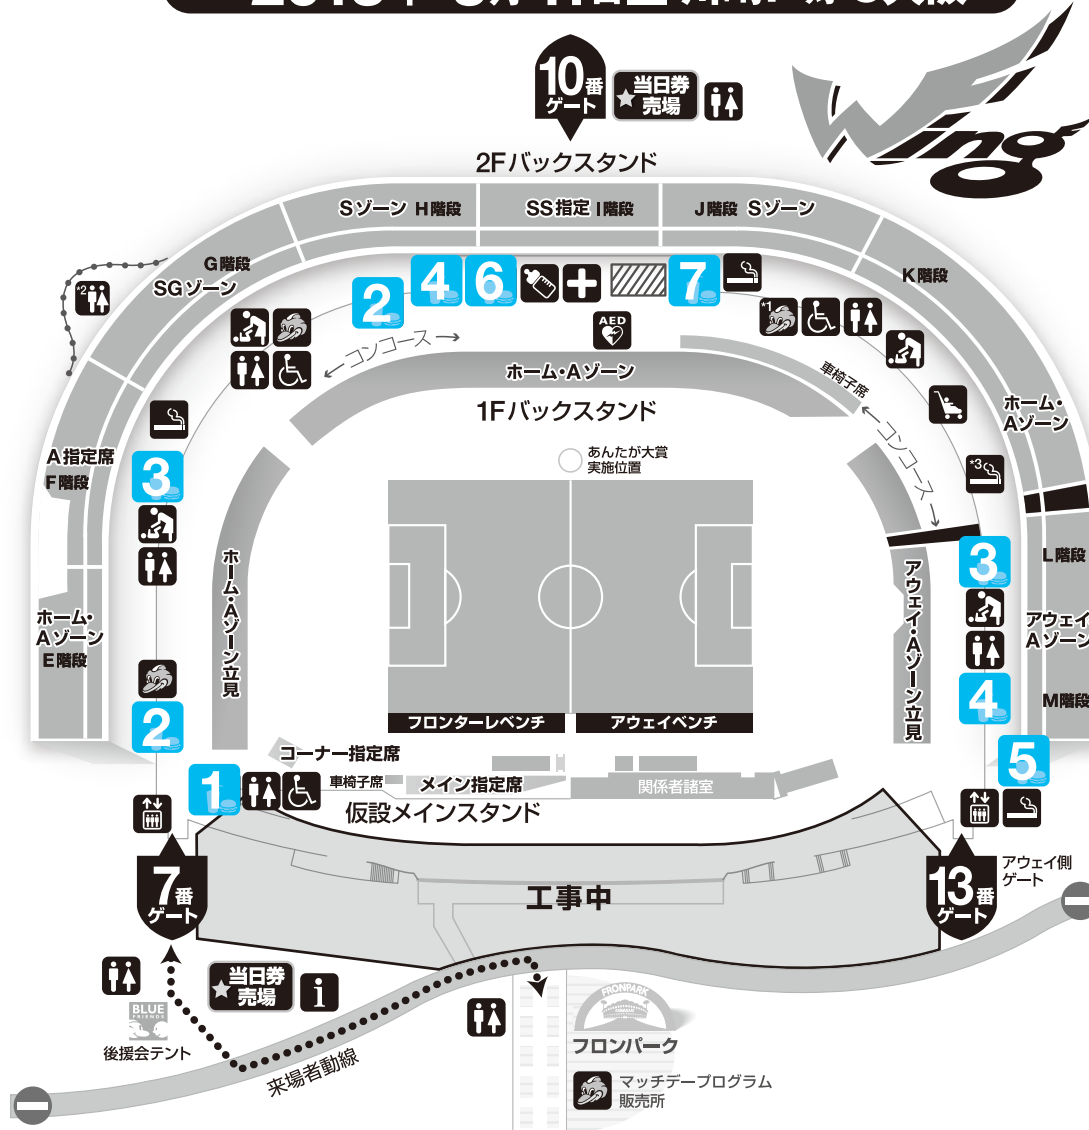 Wing
10番
ゲート
★当日券
売場
2Fバックスタンド
Sゾーン H階段
SS指定 I階段
J階段 Sゾーン
G階段
SGゾーン
K階段
*2
2
4
6
7
*1
AED
コンコース
ホーム・Aゾーン
1Fバックスタンド
車椅子席
コンコース
ホーム・
Aゾーン
*3
A指定席
F階段
3
あんたが大賞
実施位置
ホーム・Aゾーン立見
アウェイ・Aゾーン立見
3
L階段
ホーム・
Aゾーン
E階段
アウェイ
Aゾーン
M階段
2
4
5
フロンターレベンチ
アウェイベンチ
コーナー指定席
1
車椅子席
メイン指定席
関係者諸室
仮設メインスタンド
7番
ゲート
工事中
13番
ゲート
アウェイ側
ゲート
★当日券
売場
i
BLUE
FRIENDS
後援会テント
来場者動線
FRONPARK
フロンパーク
マッチデープログラム
販売所